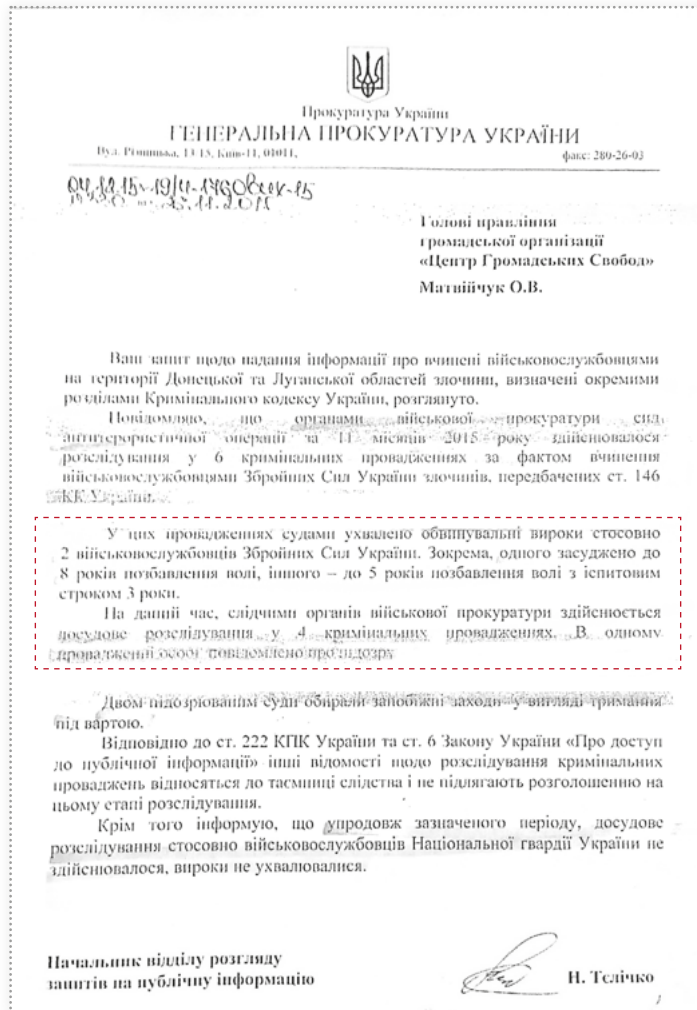 Прокуратура України
ГЕНЕРАЛЬНА ПРОКУРАТУРА УКРАЇНИ
Вул. Різницька, 13/15, Київ-11, 01011,
факс: 280-26-03
Голові правління
громадської організації
«Центр Громадських Свобод»
Матвійчук О.В.
Ваш запит щодо надання інформації про вчинені військовослужбовцями
на території Донецької та Луганської областей злочини, визначені окремими
розділами Кримінального кодексу України, розглянуто.
Повідомляю, що органами військової прокуратури сил
антитерористичної операції за 11 місяців 2015 року здійснювалося
розслідування у 6 кримінальних провадженнях за фактом вчинення
військовослужбовцями Збройних Сил України злочинів, передбачених ст. 146
КК України.
У цих провадженнях судами ухвалено обвинувальні вироки стосовно
2 військовослужбовців Збройних Сил України. Зокрема, одного засуджено до
8 років позбавлення волі, іншого – до 5 років позбавлення волі з іспитовим
строком 3 роки.
На даний час, слідчими органів військової прокуратури здійснюється
досудове розслідування у 4 кримінальних провадженнях. В одному
провадженні особі повідомлено про підозру
Двом підозрюваним суди обирали запобіжні заходи у вигляді тримання
під вартою.
Відповідно до ст. 222 КПК України та ст. 6 Закону України «Про доступ
до публічної інформації» інші відомості щодо розслідування кримінальних
проваджень відносяться до таємниці слідства і не підлягають розголошенню на
цьому етапі розслідування.
Крім того інформую, що упродовж зазначеного періоду, досудове
розслідування стосовно військовослужбовців Національної гвардії України не
здійснювалося, вироки не ухвалювалися.
Начальник відділу розгляду
запитів на публічну інформацію
Н. Тєлічко